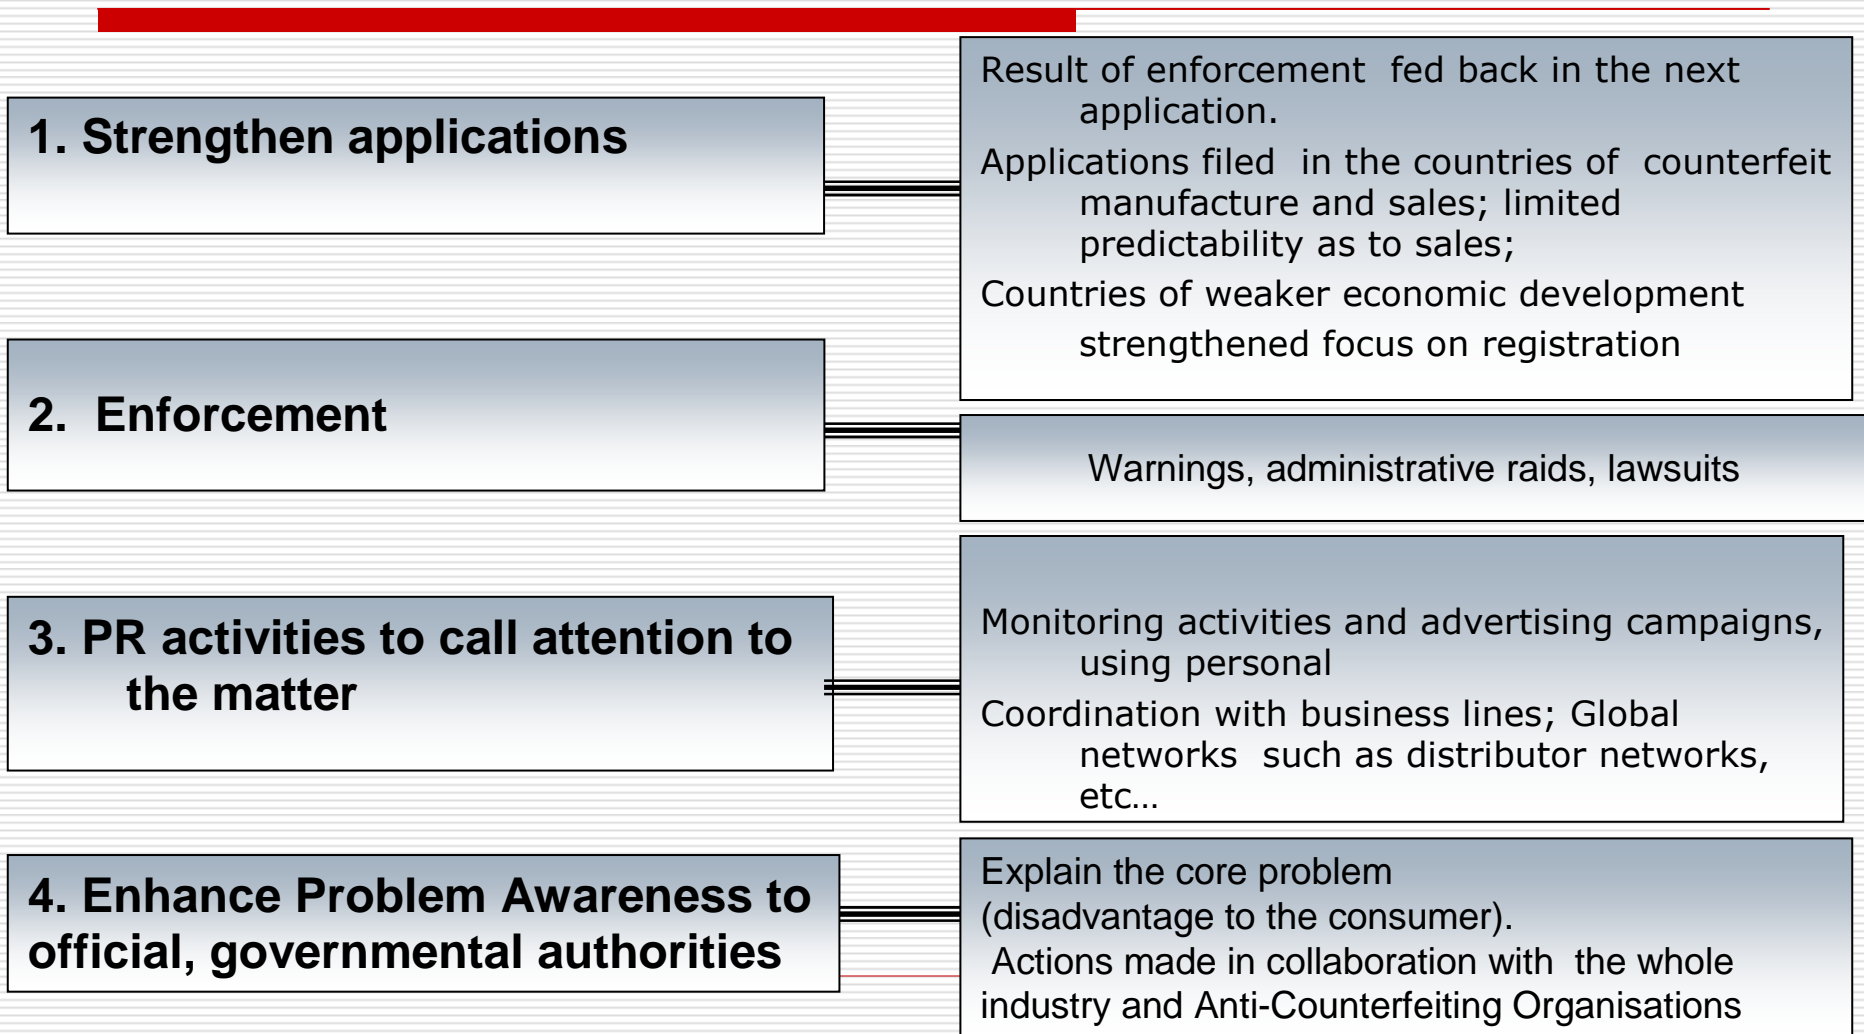 1. Strengthen applications
Result of enforcement fed back in the next
application.
Applications filed in the countries of counterfeit
manufacture and sales; limited
predictability as to sales;
Countries of weaker economic development
strengthened focus on registration
2. Enforcement
Warnings, administrative raids, lawsuits
3. PR activities to call attention to
the matter
Monitoring activities and advertising campaigns,
using personal
Coordination with business lines; Global
networks such as distributor networks,
etc…
4. Enhance Problem Awareness to
official, governmental authorities
Explain the core problem
(disadvantage to the consumer).
Actions made in collaboration with the whole
industry and Anti-Counterfeiting Organisations